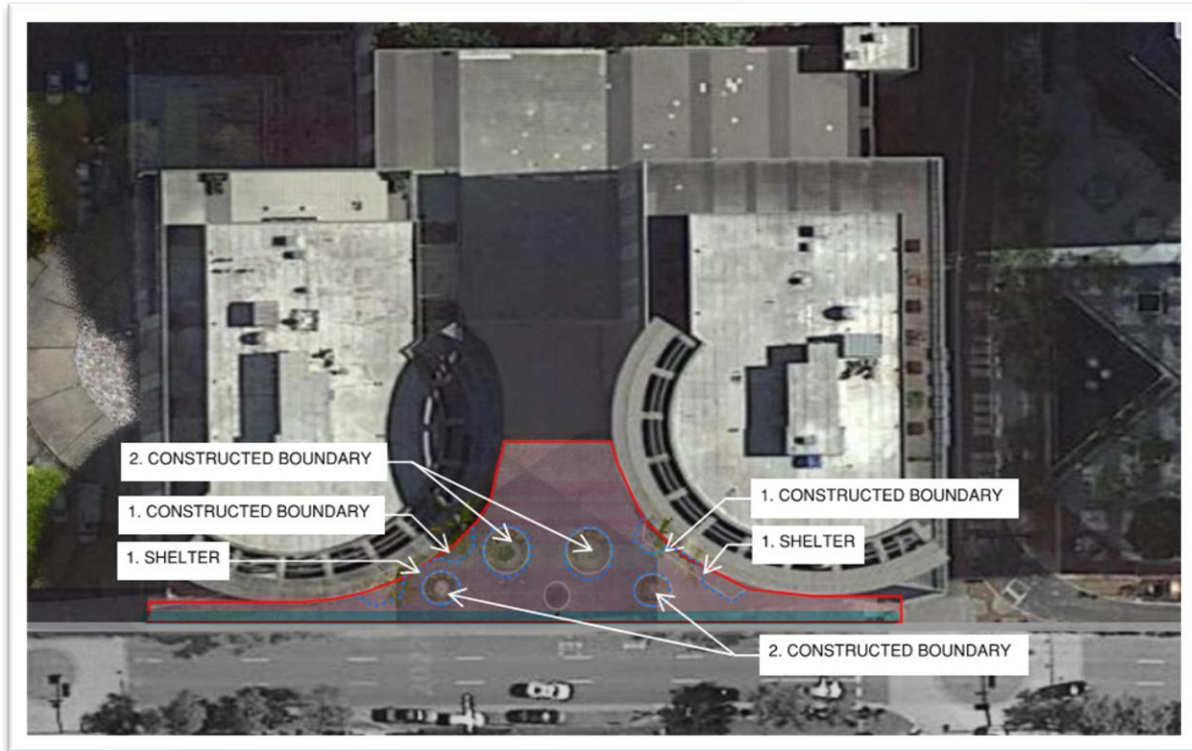 2. CONSTRUCTED BOUNDARY
1. CONSTRUCTED BOUNDARY
1. CONSTRUCTED BOUNDARY
1. SHELTER
1. SHELTER
2. CONSTRUCTED BOUNDARY